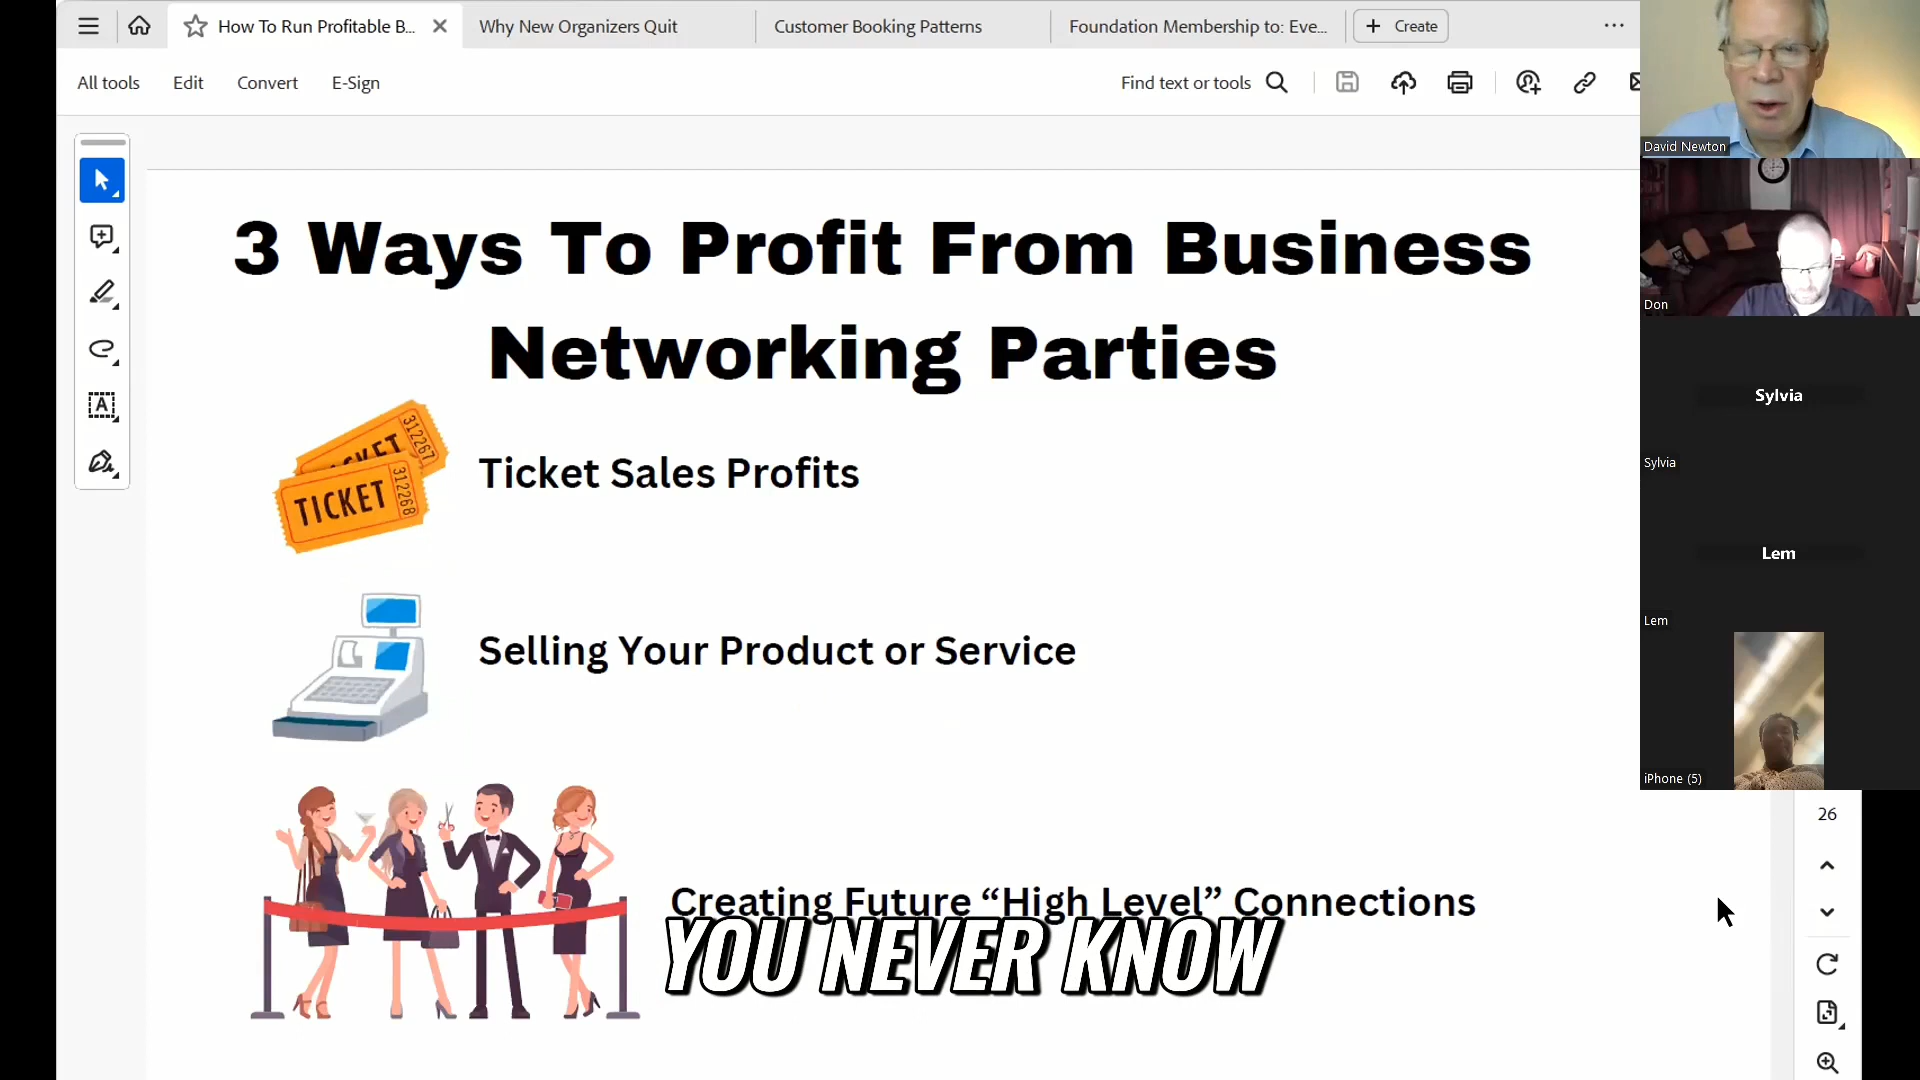 How To Run Profitable B...
Why New Organizers Quit
Customer Booking Patterns
Foundation Membership to: Eve...
Create
All tools
Edit
Convert
E-Sign
Find text or tools
David Newton
Don
Sylvia
Sylvia
Lem
Lem
iPhone (5)
26
3 Ways To Profit From Business
Networking Parties
TICKET
312267
TICKET
312268
Ticket Sales Profits
Selling Your Product or Service
Creating Future “High Level” Connections
YOU NEVER KNOW